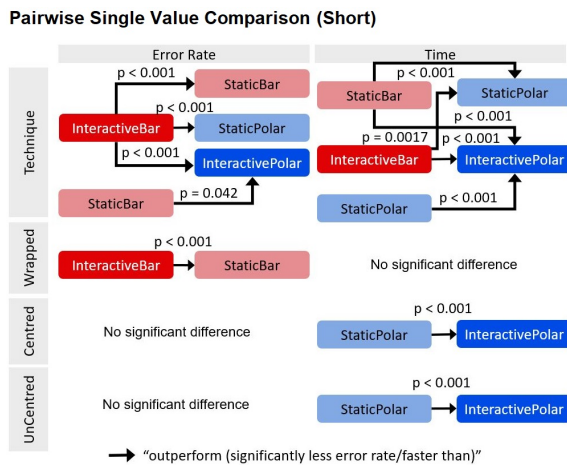 Pairwise Single Value Comparison (Short)
Error Rate
Time
Technique
p < 0.001
StaticBar
p < 0.001
InteractiveBar
StaticPolar
p < 0.001
InteractivePolar
p = 0.042
StaticBar
p < 0.001
StaticBar
StaticPolar
p < 0.001
p = 0.0017
p < 0.001
InteractiveBar
InteractivePolar
p < 0.001
StaticPolar
Wrapped
p < 0.001
InteractiveBar
StaticBar
No significant difference
Centred
No significant difference
p < 0.001
StaticPolar
InteractivePolar
UnCentred
No significant difference
p < 0.001
StaticPolar
InteractivePolar
“outperform (significantly less error rate/faster than)”